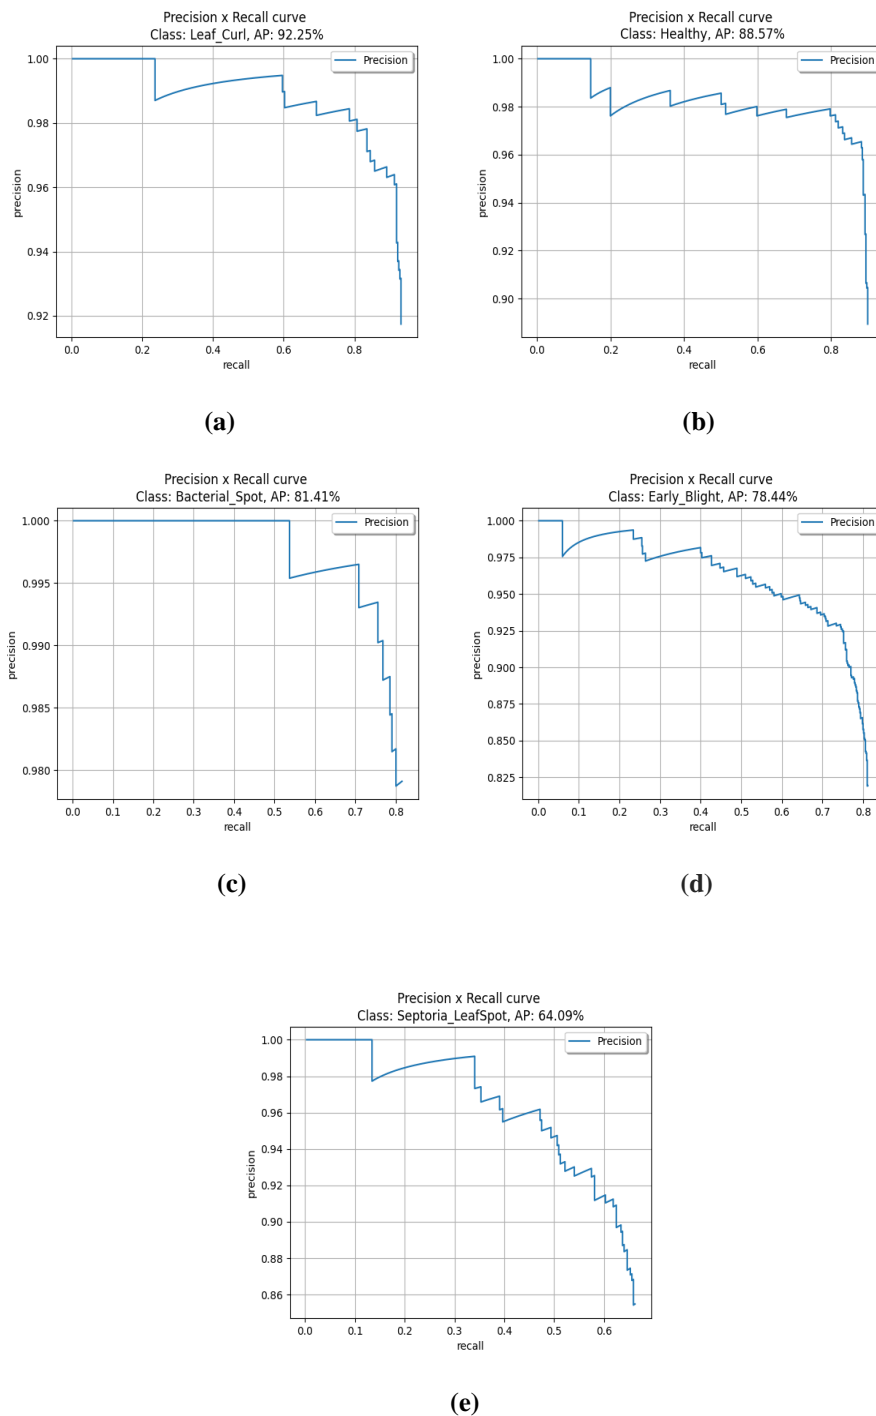 Precision x Recall curve
Class: Leaf_Curl, AP: 92.25%
Precision
1.00
0.98
0.96
0.94
0.92
precision
0.0 0.2 0.4 0.6 0.8
recall
(a)
Precision x Recall curve
Class: Healthy, AP: 88.57%
Precision
1.00
0.98
0.96
0.94
0.92
0.90
precision
0.0 0.2 0.4 0.6 0.8
recall
(b)
Precision x Recall curve
Class: Bacterial_Spot, AP: 81.41%
Precision
1.000
0.995
0.990
0.985
0.980
precision
0.0 0.1 0.2 0.3 0.4 0.5 0.6 0.7 0.8
recall
(c)
Precision x Recall curve
Class: Early_Blight, AP: 78.44%
Precision
1.000
0.975
0.950
0.925
0.900
0.875
0.850
0.825
precision
0.0 0.1 0.2 0.3 0.4 0.5 0.6 0.7 0.8
recall
(d)
Precision x Recall curve
Class: Septoria_LeafSpot, AP: 64.09%
Precision
1.00
0.98
0.96
0.94
0.92
0.90
0.88
0.86
precision
0.0 0.1 0.2 0.3 0.4 0.5 0.6
recall
(e)